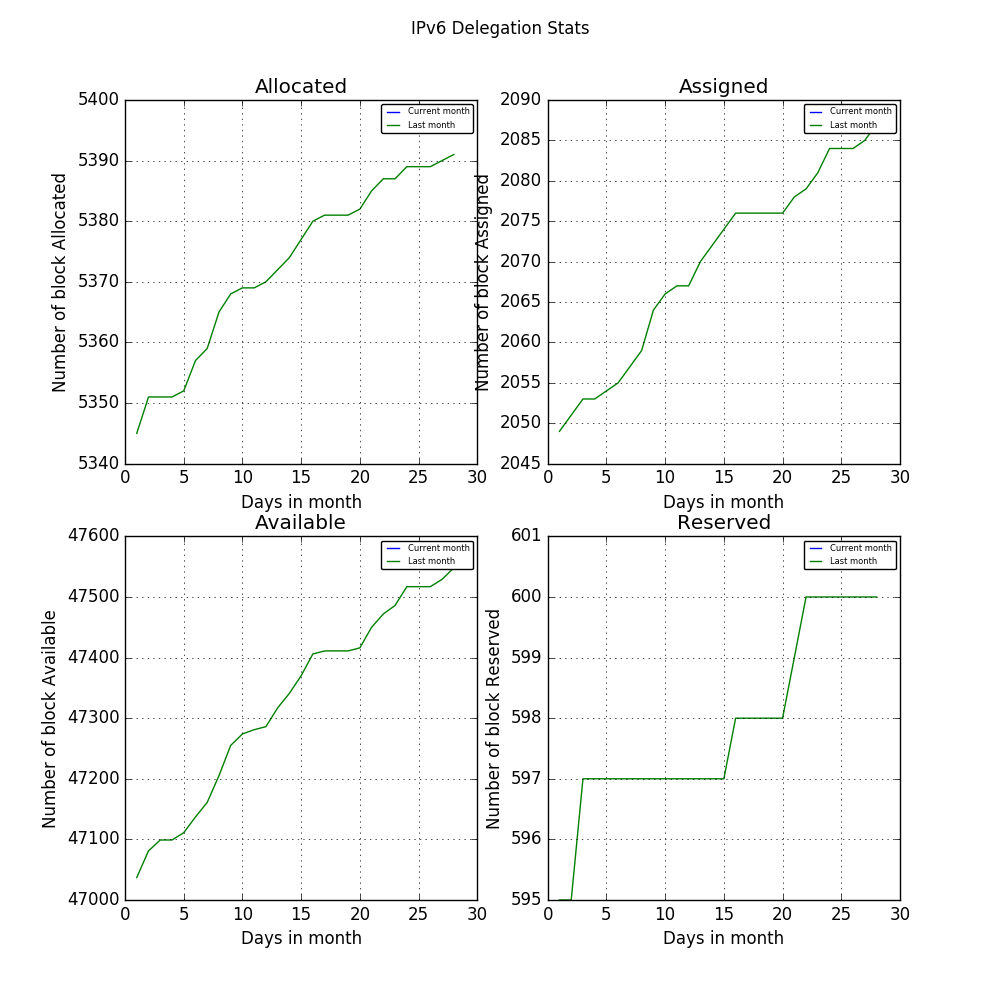 IPv6 Delegation Stats
Allocated
Current month
Last month
5400
5390
5380
5370
5360
5350
5340
Number of block Allocated
0 5 10 15 20 25 30
Days in month
Assigned
Current month
Last month
2090
2085
2080
2075
2070
2065
2060
2055
2050
2045
Number of block Assigned
0 5 10 15 20 25 30
Days in month
Available
Current month
Last month
47600
47500
47400
47300
47200
47100
47000
Number of block Available
0 5 10 15 20 25 30
Days in month
Reserved
Current month
Last month
601
600
599
598
597
596
595
Number of block Reserved
0 5 10 15 20 25 30
Days in month